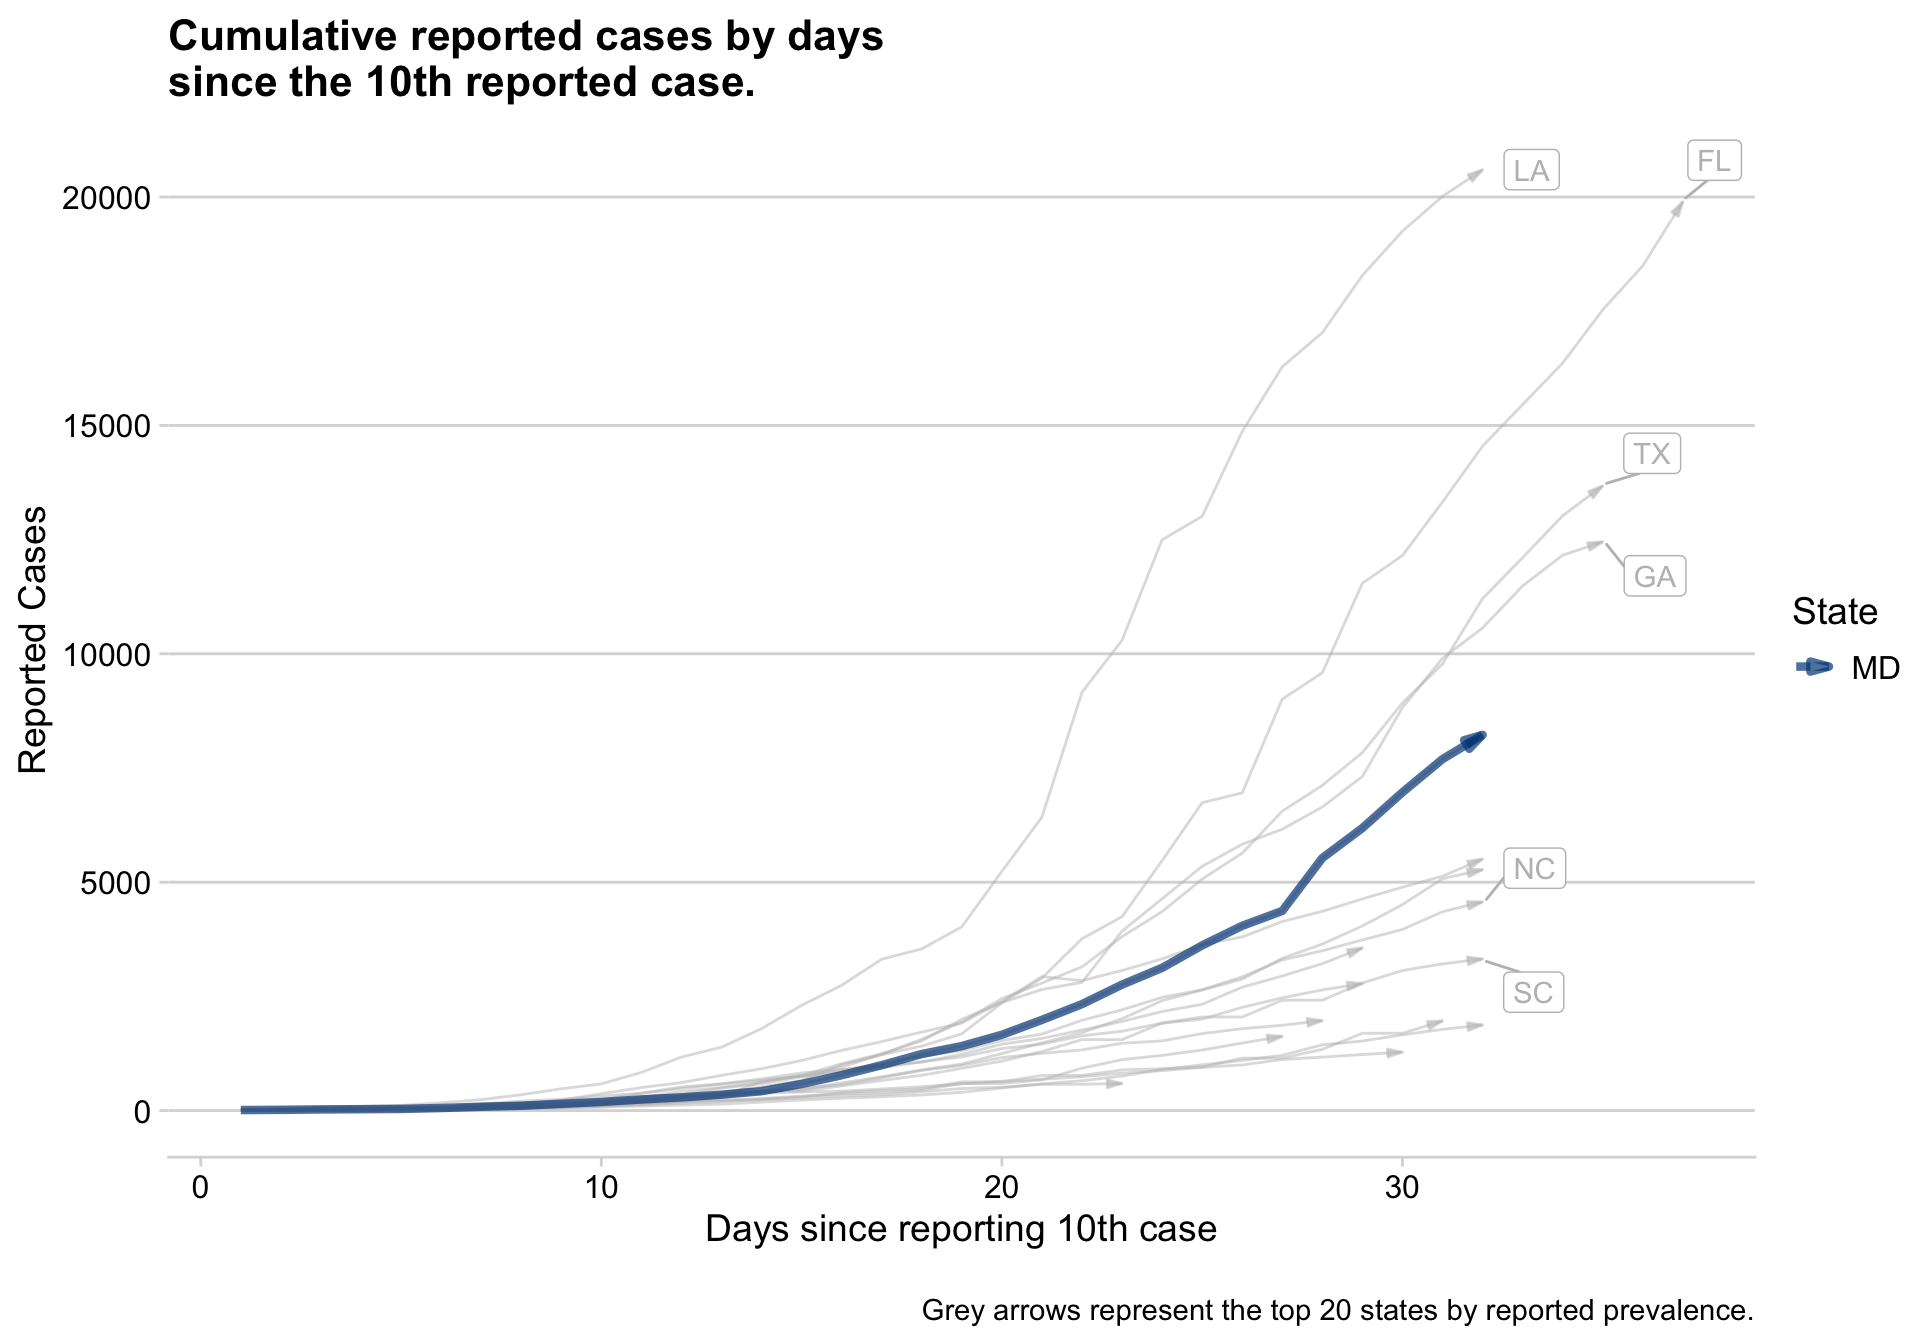 Cumulative reported cases by days
since the 10th reported case.
LA
FL
20000
15000
TX
GA
Reported Cases
10000
State
MD
5000
NC
SC
0
0 10 20 30
Days since reporting 10th case
Grey arrows represent the top 20 states by reported prevalence.